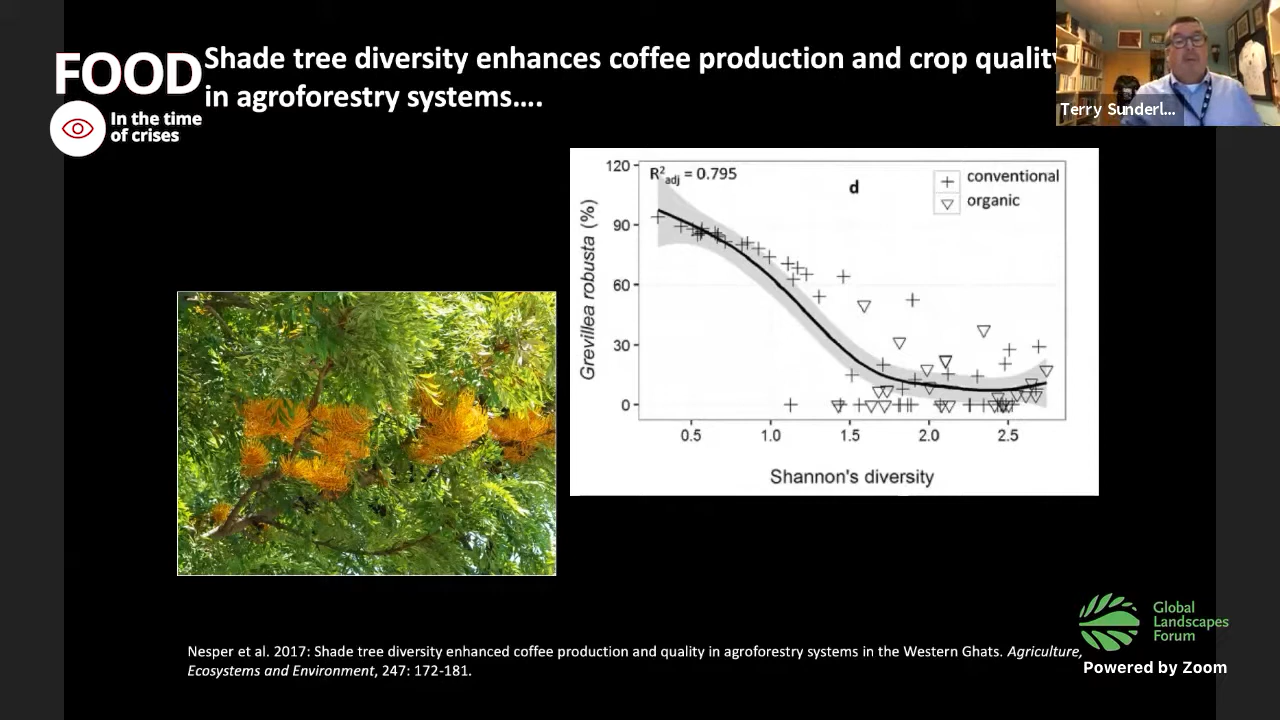 FOOD
In the time
of crises
Shade tree diversity enhances coffee production and crop quality
in agroforestry systems….
Terry Sunderl...
120
90
60
30
0
Grevillea robusta (%)
R²adj = 0.795
d
conventional
organic
0.5 1.0 1.5 2.0 2.5
Shannon's diversity
Nesper et al. 2017: Shade tree diversity enhanced coffee production and quality in agroforestry systems in the Western Ghats. Agriculture,
Ecosystems and Environment, 247: 172-181.
Global
Landscapes
Forum
Powered by Zoom